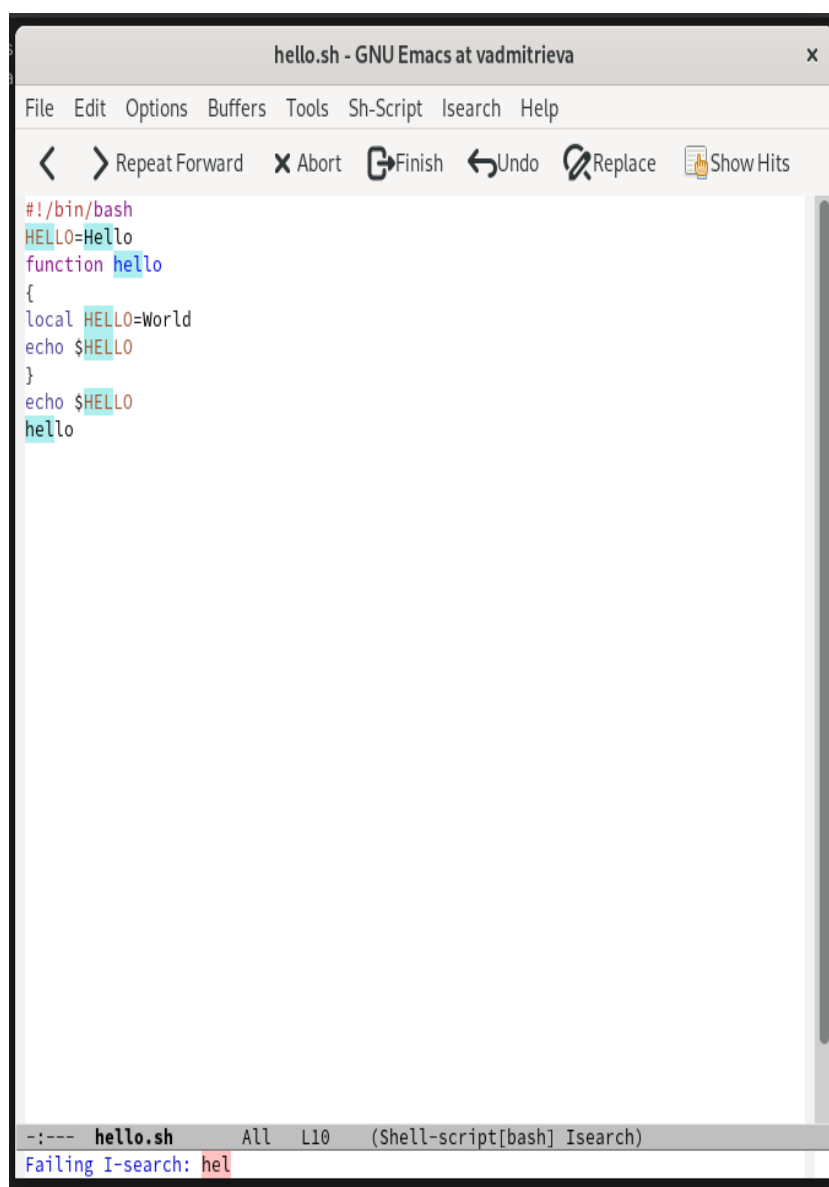 hello.sh - GNU Emacs at vadmitrieva x
File Edit Options Buffers Tools Sh-Script Isearch Help
Repeat Forward Abort Finish Undo Replace Show Hits
#!/bin/bash
HELLO=Hello
function hello
{
local HELLO=World
echo $HELLO
}
echo $HELLO
hello
-:--- hello.sh All L10 (Shell-script[bash] Isearch)
Failing I-search: hel